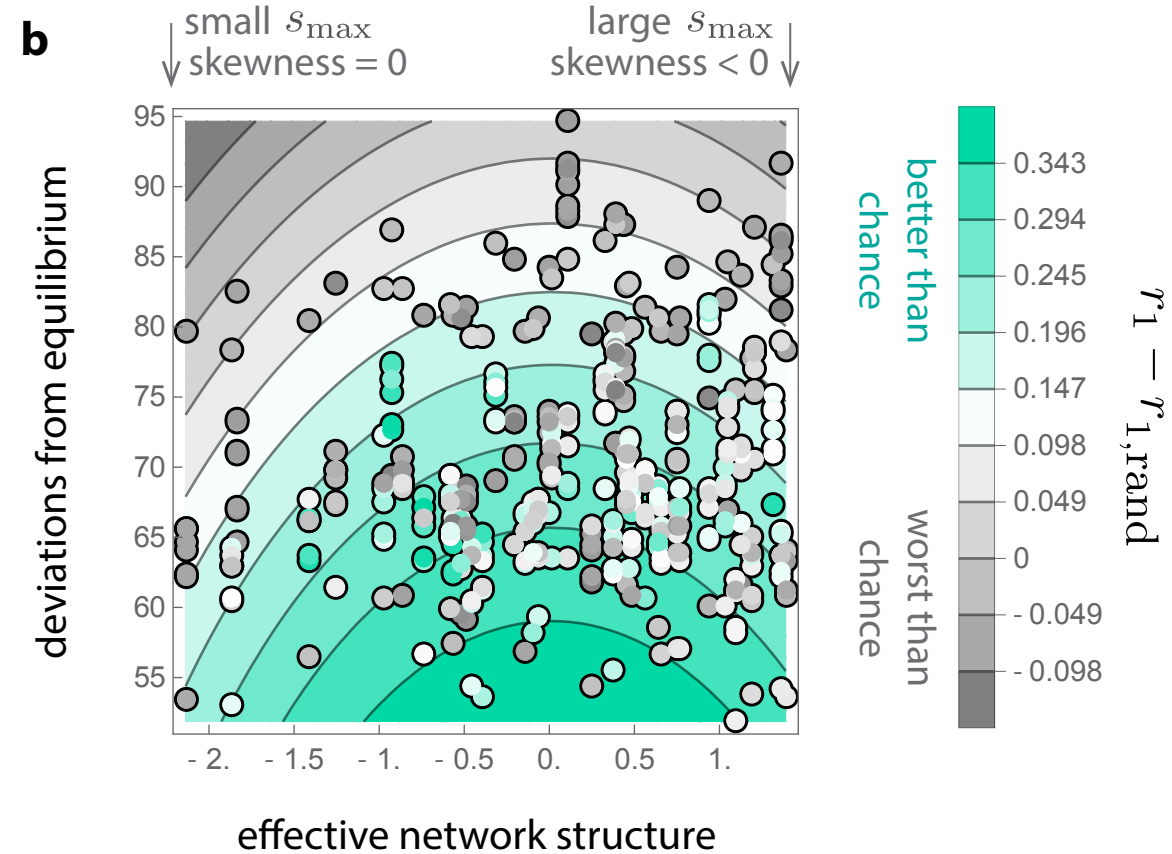 b
small s_max
skewness = 0
large s_max
skewness < 0
deviations from equilibrium
95
90
85
80
75
70
65
60
55
- 2.
- 1.5
- 1.
- 0.5
0.
0.5
1.
effective network structure
better than
chance
worst than
chance
0.343
0.294
0.245
0.196
0.147
0.098
0.049
0
- 0.049
- 0.098
r_1 − r_1,rand